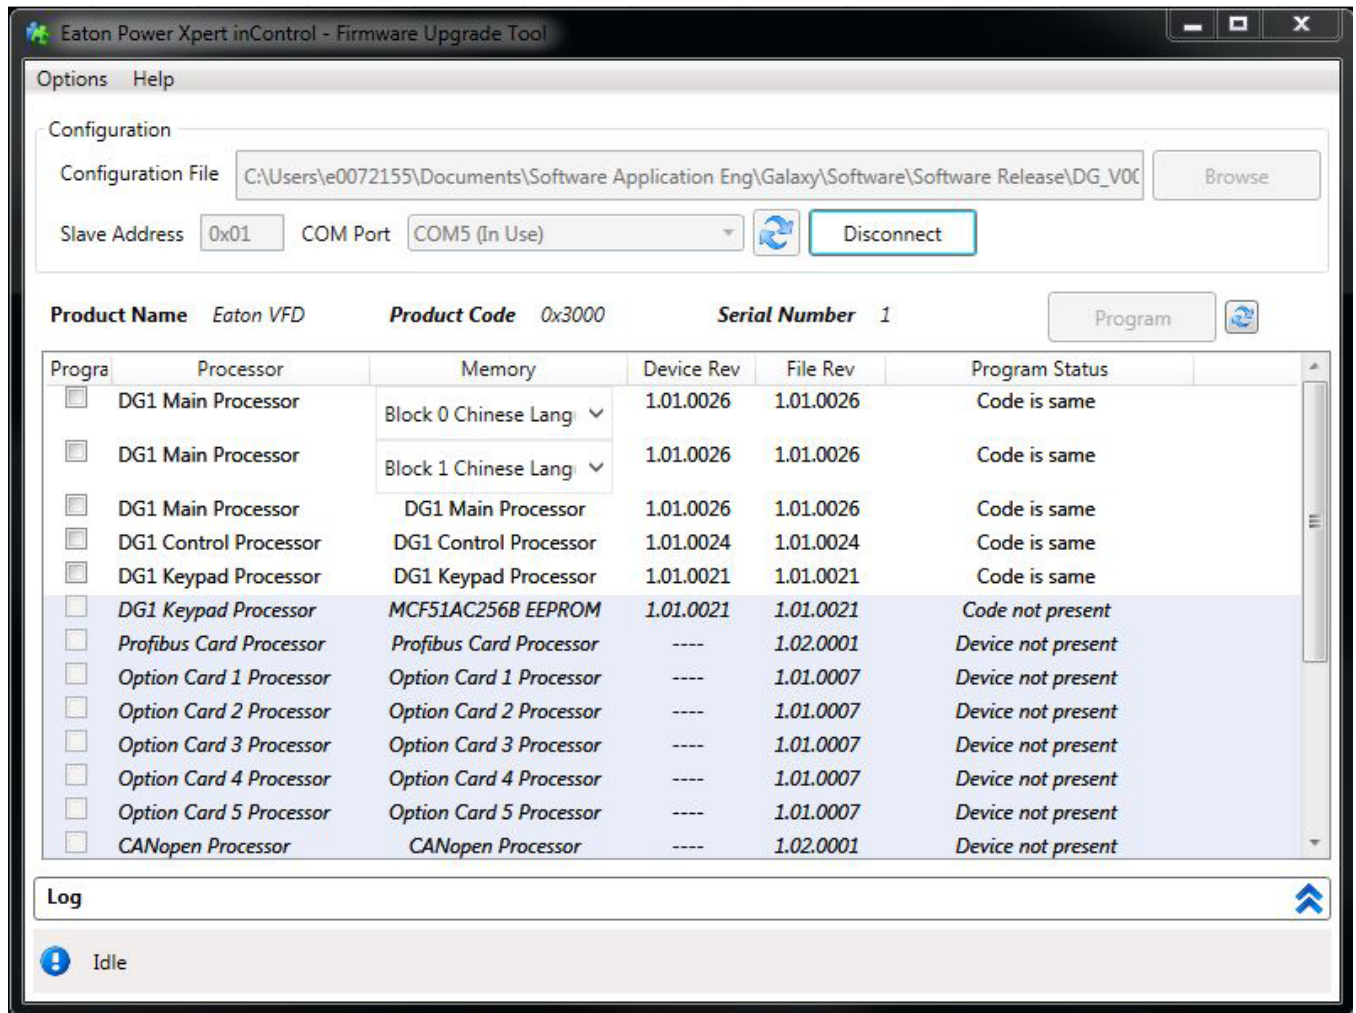 Eaton Power Xpert inControl - Firmware Upgrade Tool
Options Help
Configuration
Configuration File C:\Users\e0072155\Documents\Software Application Eng\Galaxy\Software\Software Release\DG_V00 Browse
Slave Address 0x01 COM Port COM5 (In Use) Disconnect
Product Name Eaton VFD Product Code 0x3000 Serial Number 1 Program
Progra Processor Memory Device Rev File Rev Program Status
DG1 Main Processor Block 0 Chinese Lang 1.01.0026 1.01.0026 Code is same
DG1 Main Processor Block 1 Chinese Lang 1.01.0026 1.01.0026 Code is same
DG1 Main Processor DG1 Main Processor 1.01.0026 1.01.0026 Code is same
DG1 Control Processor DG1 Control Processor 1.01.0024 1.01.0024 Code is same
DG1 Keypad Processor DG1 Keypad Processor 1.01.0021 1.01.0021 Code is same
DG1 Keypad Processor MCF51AC256B EEPROM 1.01.0021 1.01.0021 Code not present
Profibus Card Processor Profibus Card Processor ---- 1.02.0001 Device not present
Option Card 1 Processor Option Card 1 Processor ---- 1.01.0007 Device not present
Option Card 2 Processor Option Card 2 Processor ---- 1.01.0007 Device not present
Option Card 3 Processor Option Card 3 Processor ---- 1.01.0007 Device not present
Option Card 4 Processor Option Card 4 Processor ---- 1.01.0007 Device not present
Option Card 5 Processor Option Card 5 Processor ---- 1.01.0007 Device not present
CANopen Processor CANopen Processor ---- 1.02.0001 Device not present
Log
Idle